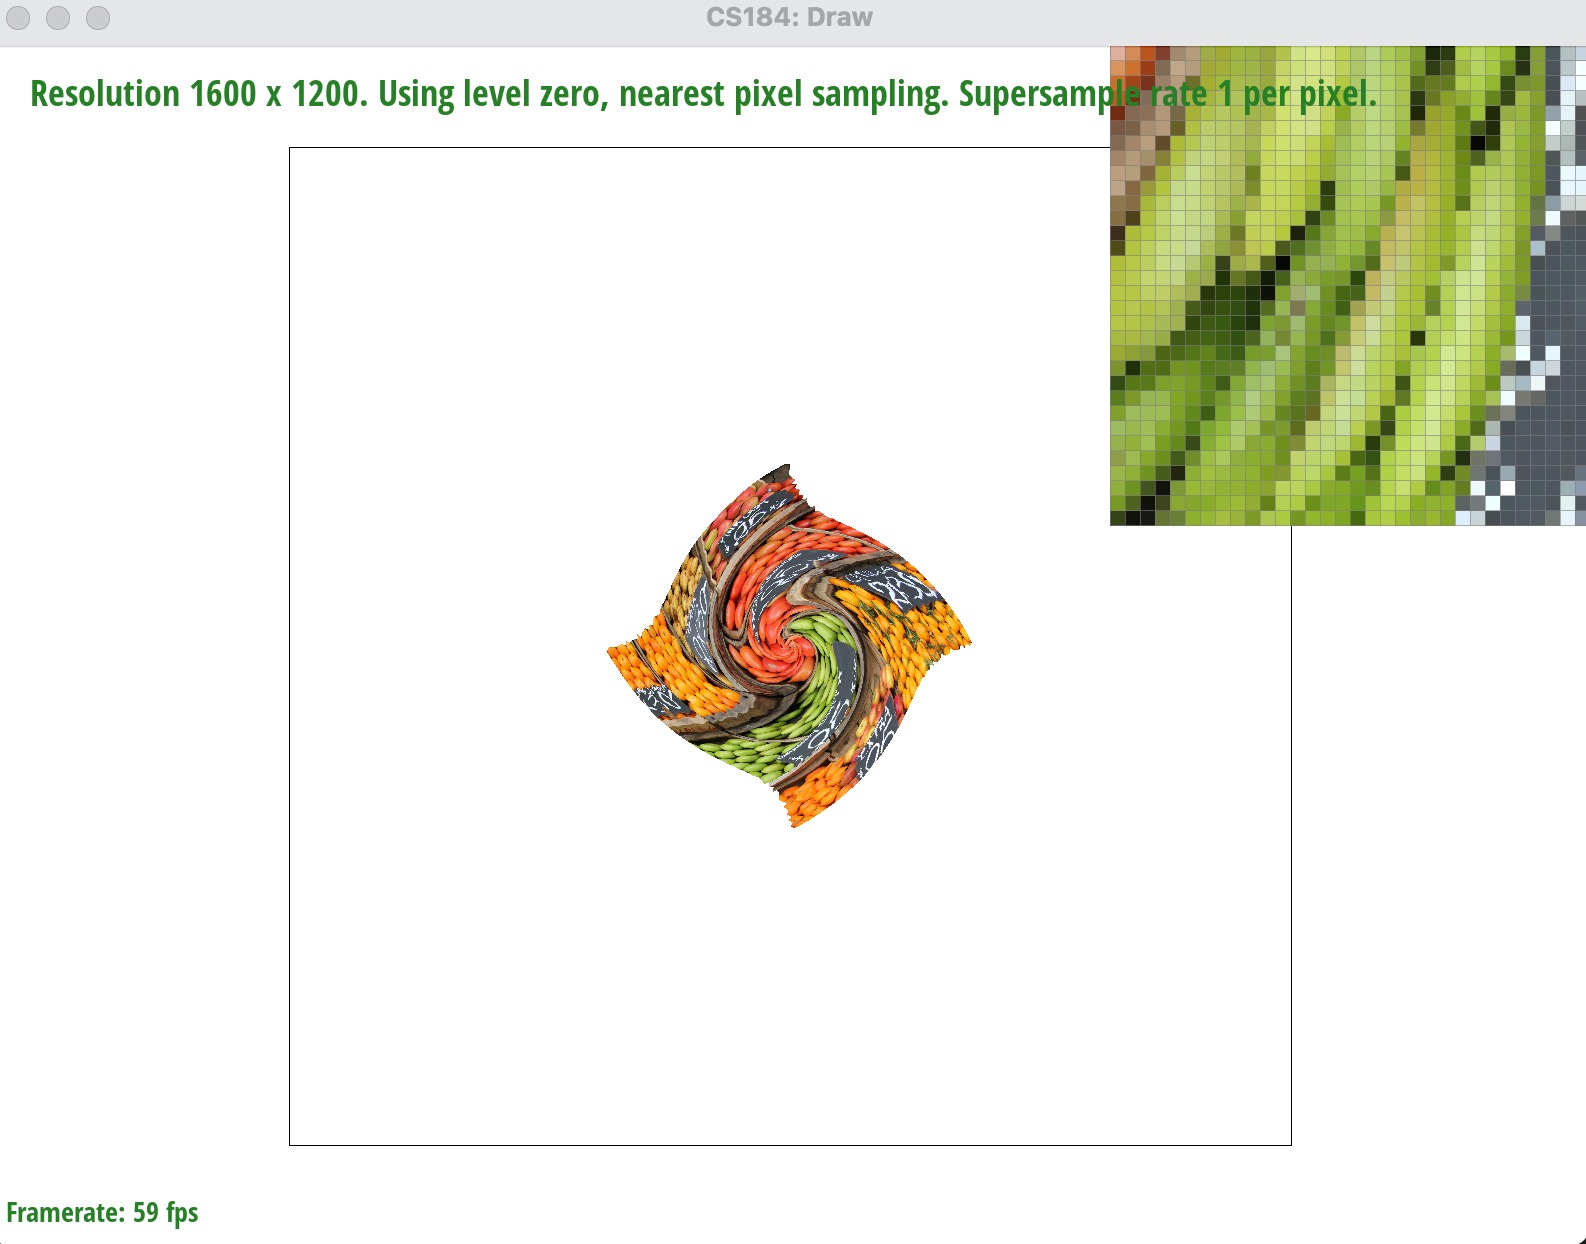 CS184: Draw
Resolution 1600 x 1200. Using level zero, nearest pixel sampling. Supersample rate 1 per pixel.
Framerate: 59 fps